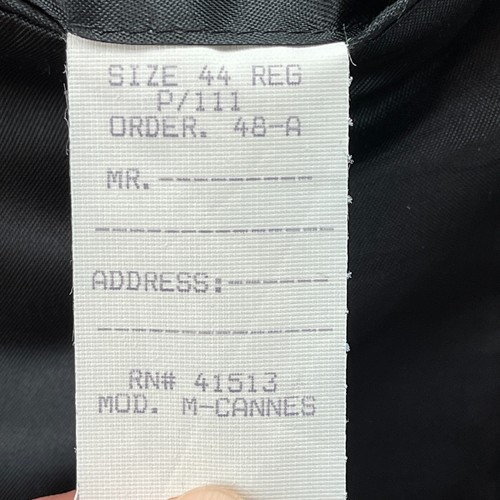 SIZE 44 REG
P/111
ORDER. 48-A
MR.---------
--------------
ADDRESS:------
--------------
RN# 41513
MOD. M-CANNES